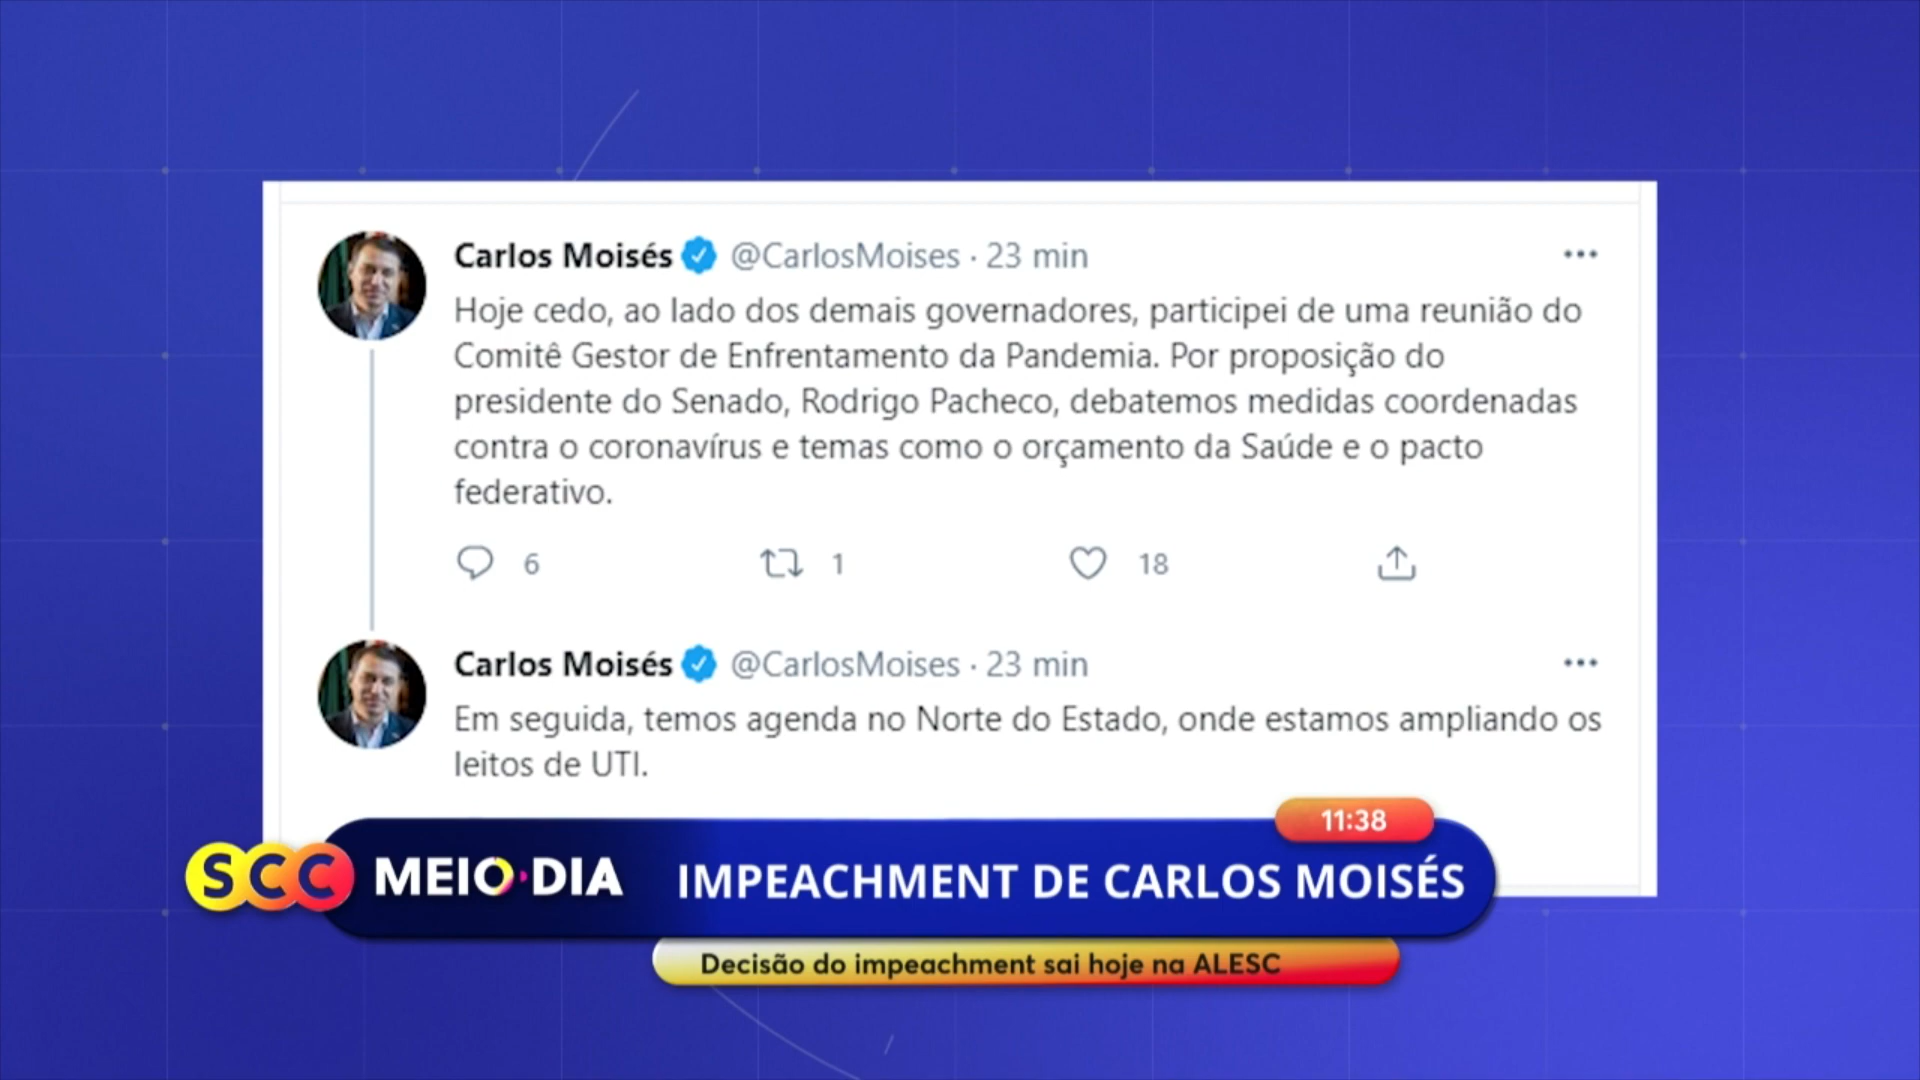 Carlos Moisés @CarlosMoises · 23 min
Hoje cedo, ao lado dos demais governadores, participei de uma reunião do
Comitê Gestor de Enfrentamento da Pandemia. Por proposição do
presidente do Senado, Rodrigo Pacheco, debatemos medidas coordenadas
contra o coronavírus e temas como o orçamento da Saúde e o pacto
federativo.
6 1 18
Carlos Moisés @CarlosMoises · 23 min
Em seguida, temos agenda no Norte do Estado, onde estamos ampliando os
leitos de UTI.
11:38
SCC MEIO·DIA IMPEACHMENT DE CARLOS MOISÉS
Decisão do impeachment sai hoje na ALESC